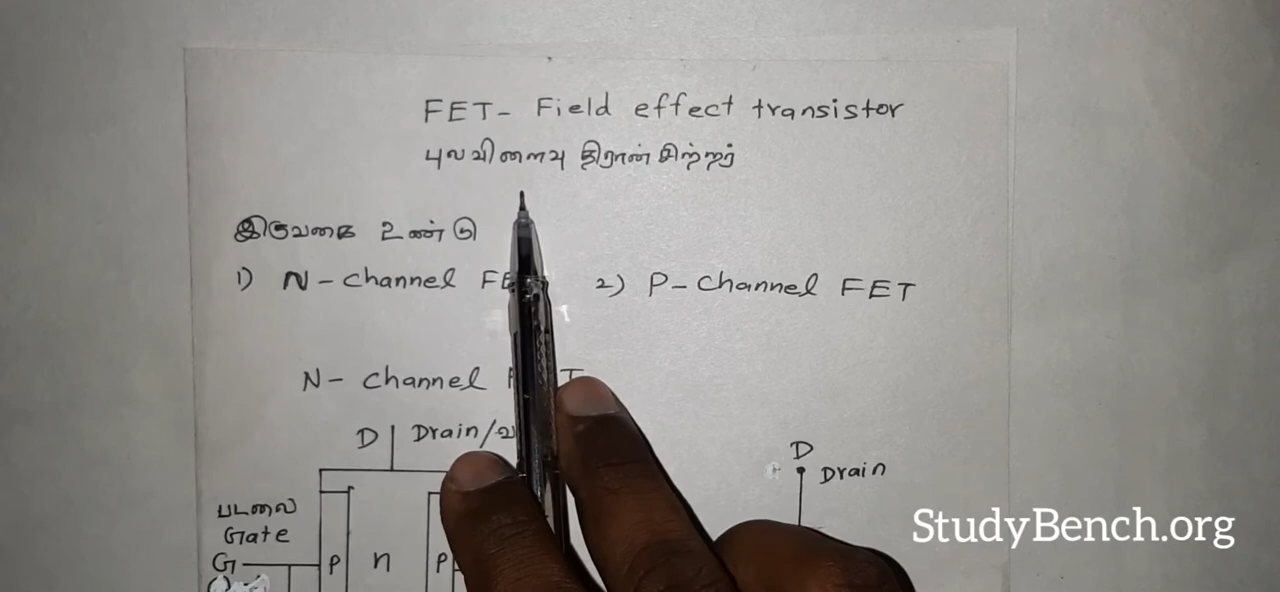 FET- Field effect transistor
புலவிளைவு திரான்சிற்றர்
இருவகை உண்டு
1) N-channel 2) P-channel FET
N- channel
D Drain
D
Drain
படலை
Gate
G
P n P
StudyBench.org